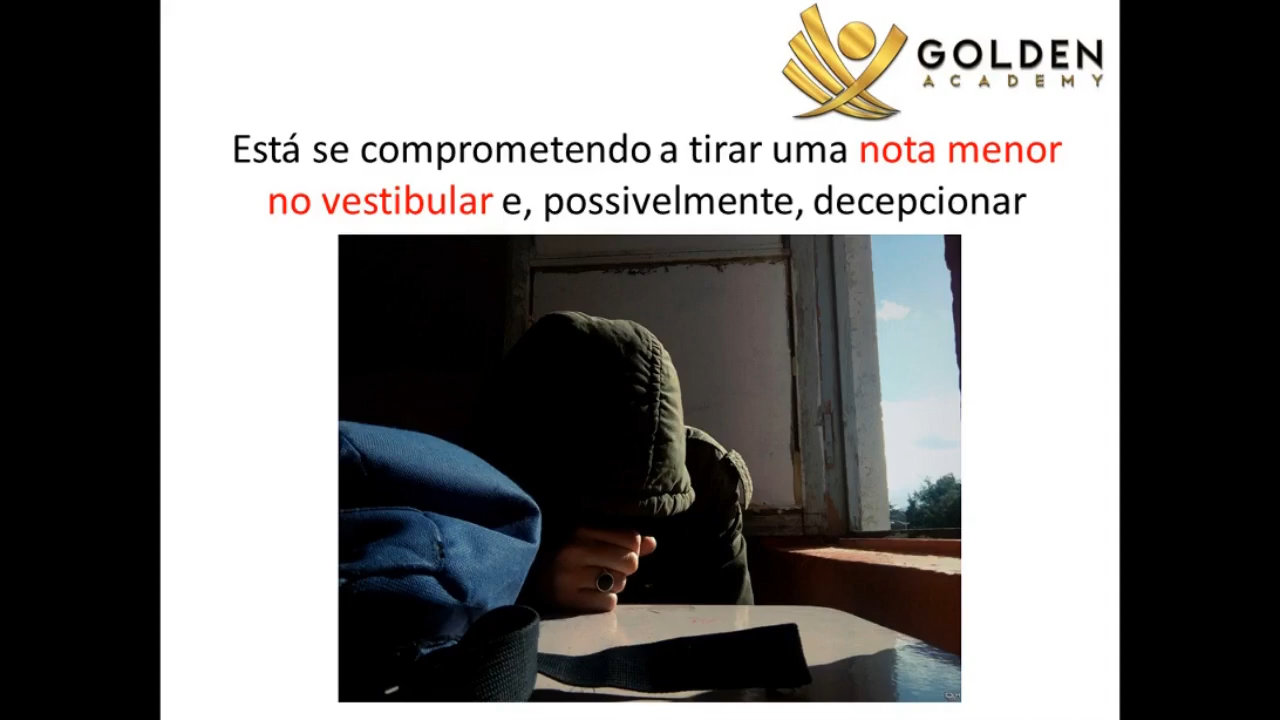 GOLDEN
ACADEMY
Está se comprometendo a tirar uma nota menor
no vestibular e, possivelmente, decepcionar